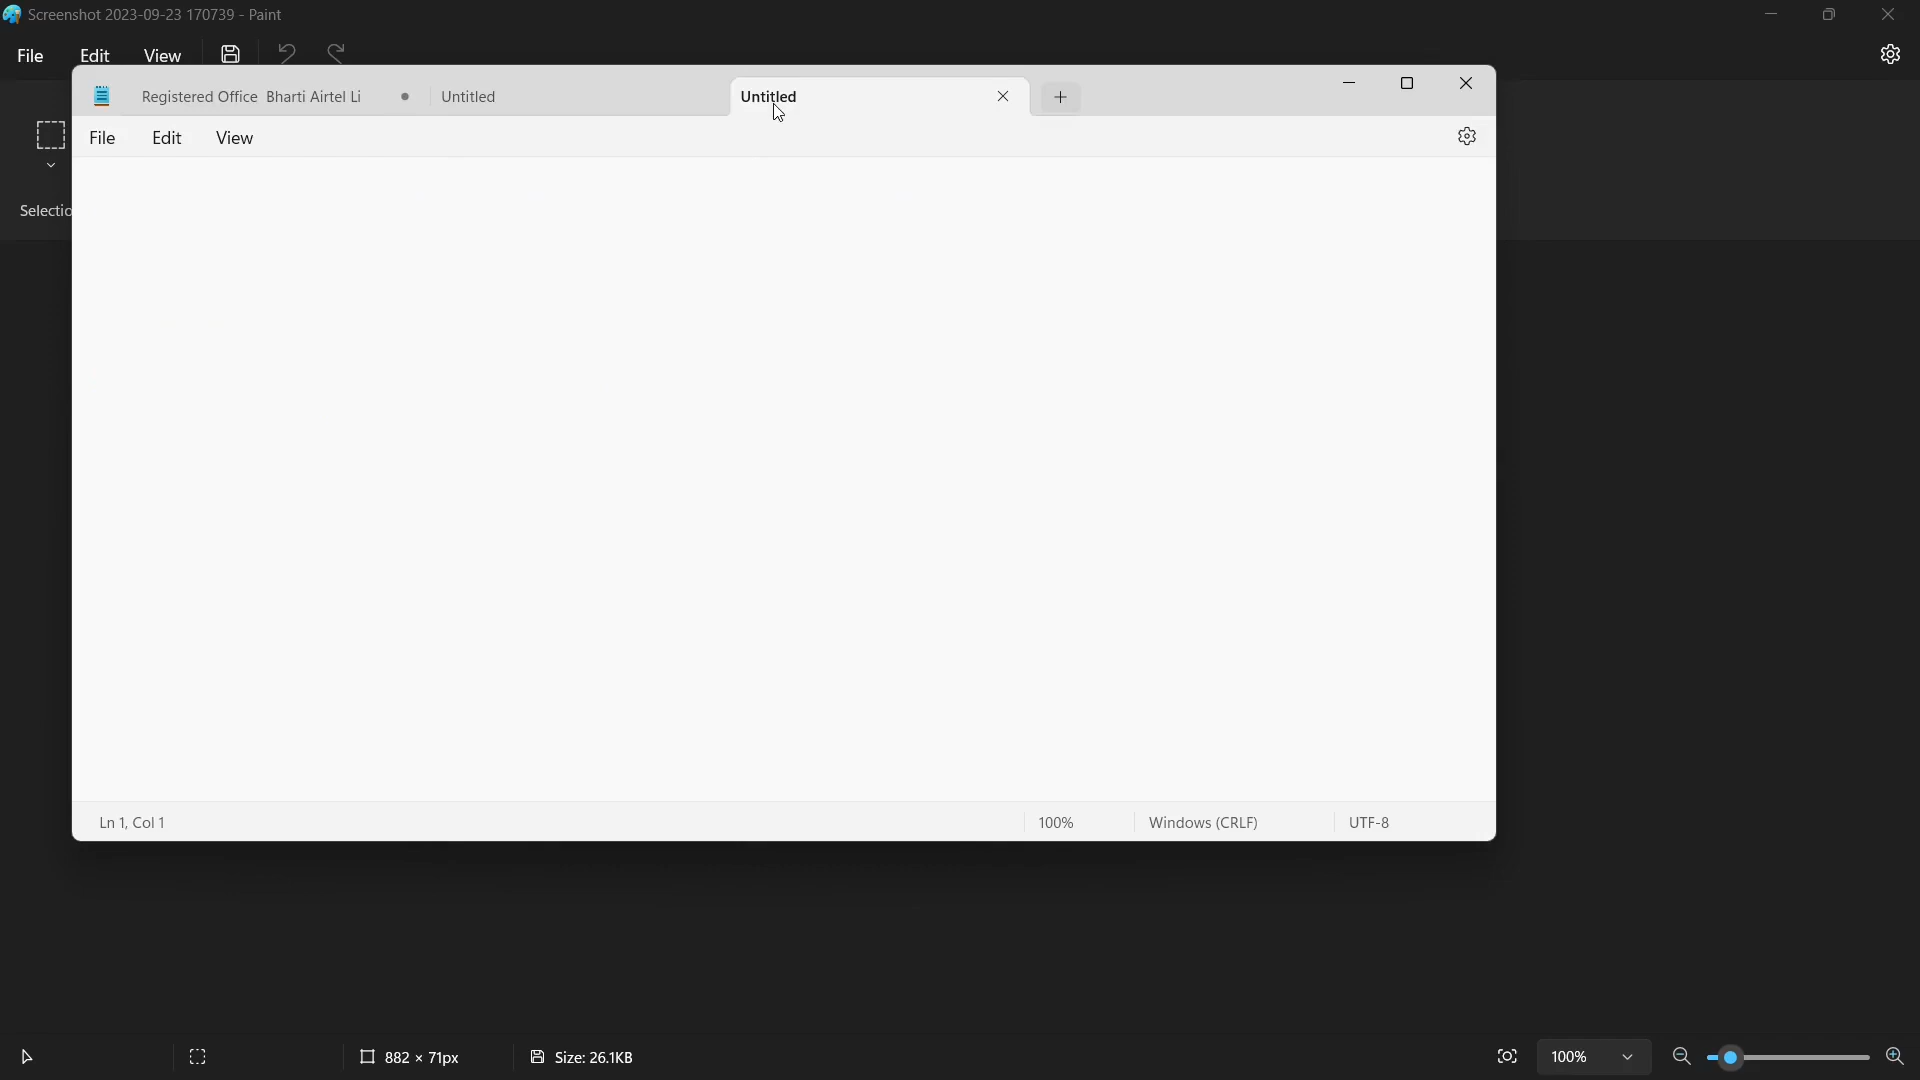 Screenshot 2023-09-23 170739 - Paint
File Edit View
Registered Office Bharti Airtel Li Untitled Untitled
File Edit View
Selectio
Ln 1, Col 1 100% Windows (CRLF) UTF-8
882 × 71px Size: 26.1KB 100%